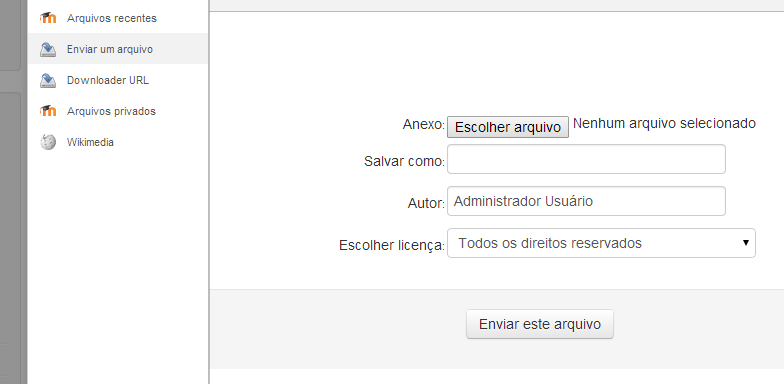 Arquivos recentes
Enviar um arquivo
Downloader URL
Arquivos privados
Wikimedia
Anexo: Escolher arquivo Nenhum arquivo selecionado
Salvar como:
Autor: Administrador Usuário
Escolher licença: Todos os direitos reservados
Enviar este arquivo